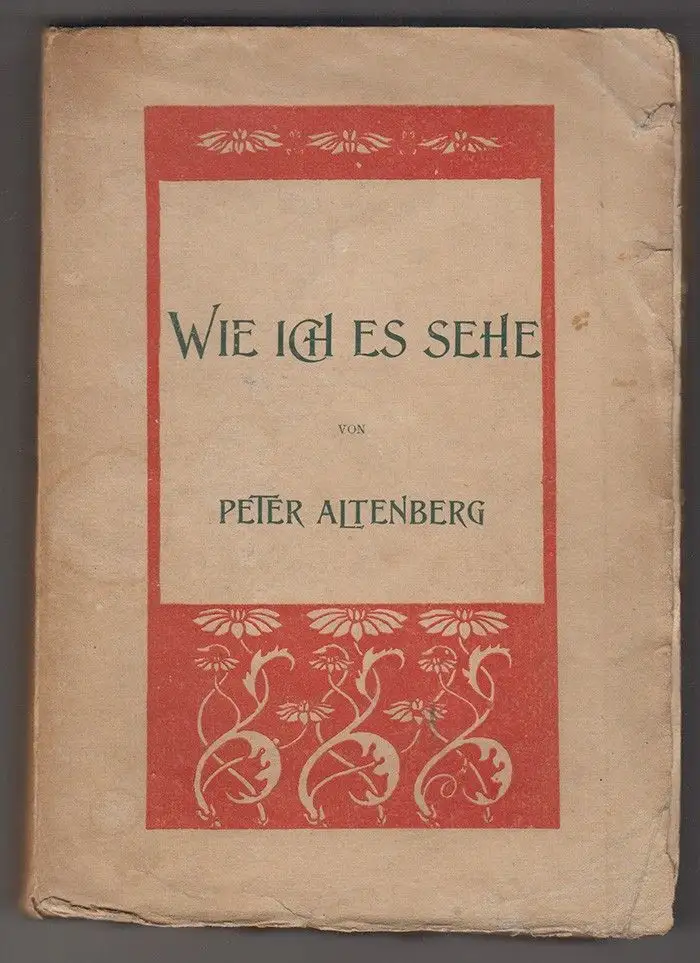 WIE ICH ES SEHE
VON
PETER ALTENBERG